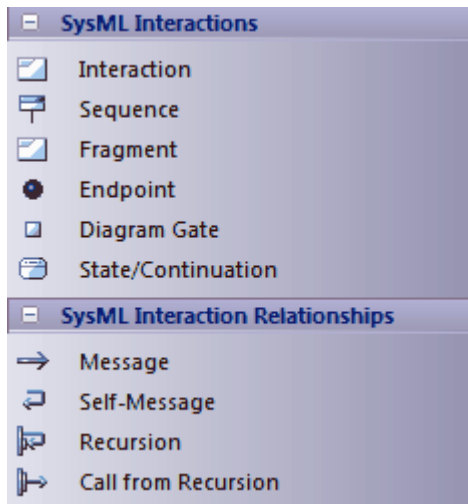 SysML Interactions
Interaction
Sequence
Fragment
Endpoint
Diagram Gate
State/Continuation
SysML Interaction Relationships
Message
Self-Message
Recursion
Call from Recursion